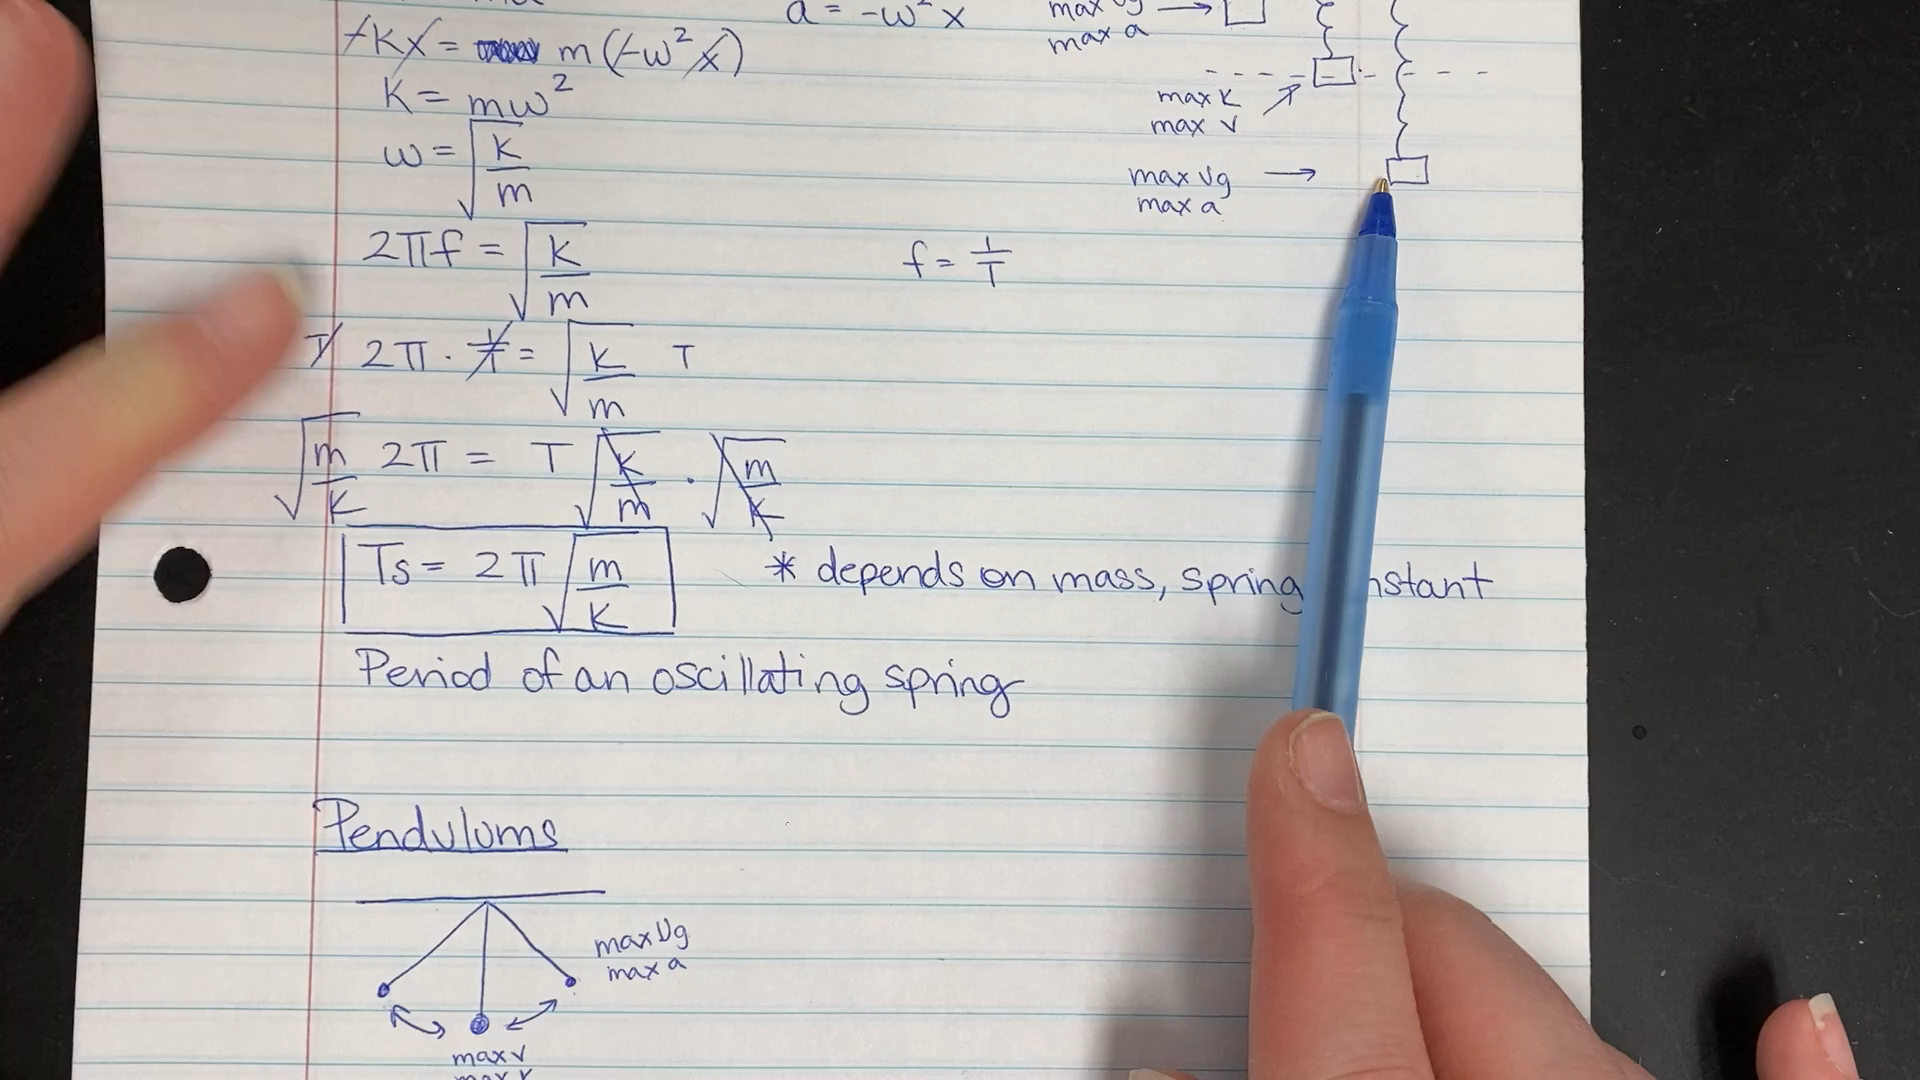 a = -ω²x
max Ug →
max a
-kx = m(-ω²x)
K = mω²
max K
max v
ω = √(k/m)
max Ug →
max a
2πf = √(k/m)
f = 1/T
T 2π · 1/T = √(k/m) T
√(m/k) 2π = T √(k/m) · √(m/k)
Ts = 2π √(m/k)
* depends on mass, spring
Period of an oscillating spring
Pendulums
max Ug
max a
max v
max K